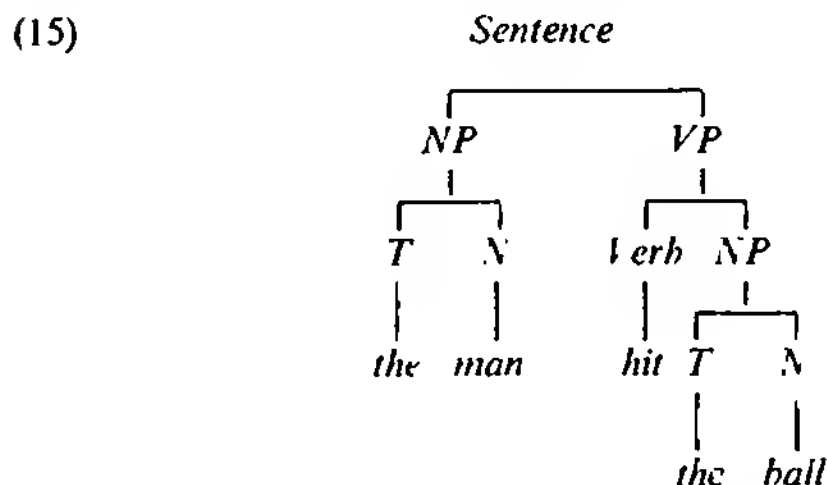 (15) Sentence
NP VP
T N Verb NP
the man hit T N
the ball